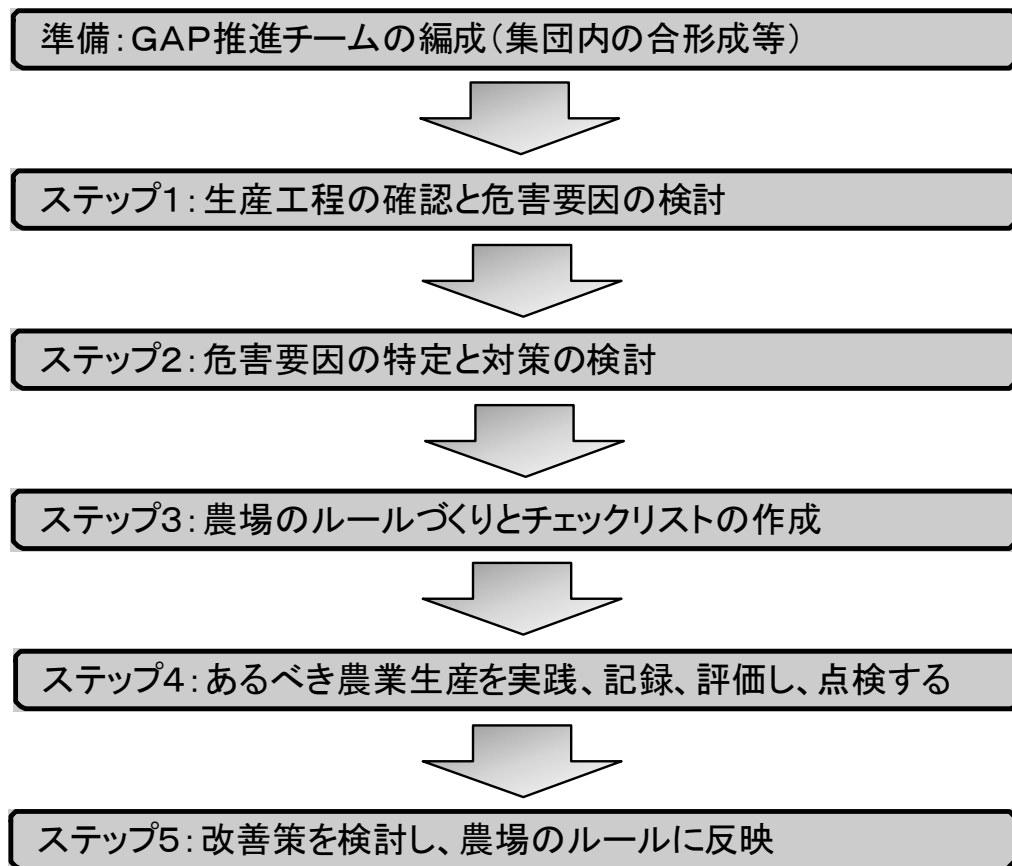 準備：ＧＡＰ推進チームの編成（集団内の合形成等）
ステップ１：生産工程の確認と危害要因の検討
ステップ２：危害要因の特定と対策の検討
ステップ３：農場のルールづくりとチェックリストの作成
ステップ４：あるべき農業生産を実践、記録、評価し、点検する
ステップ５：改善策を検討し、農場のルールに反映